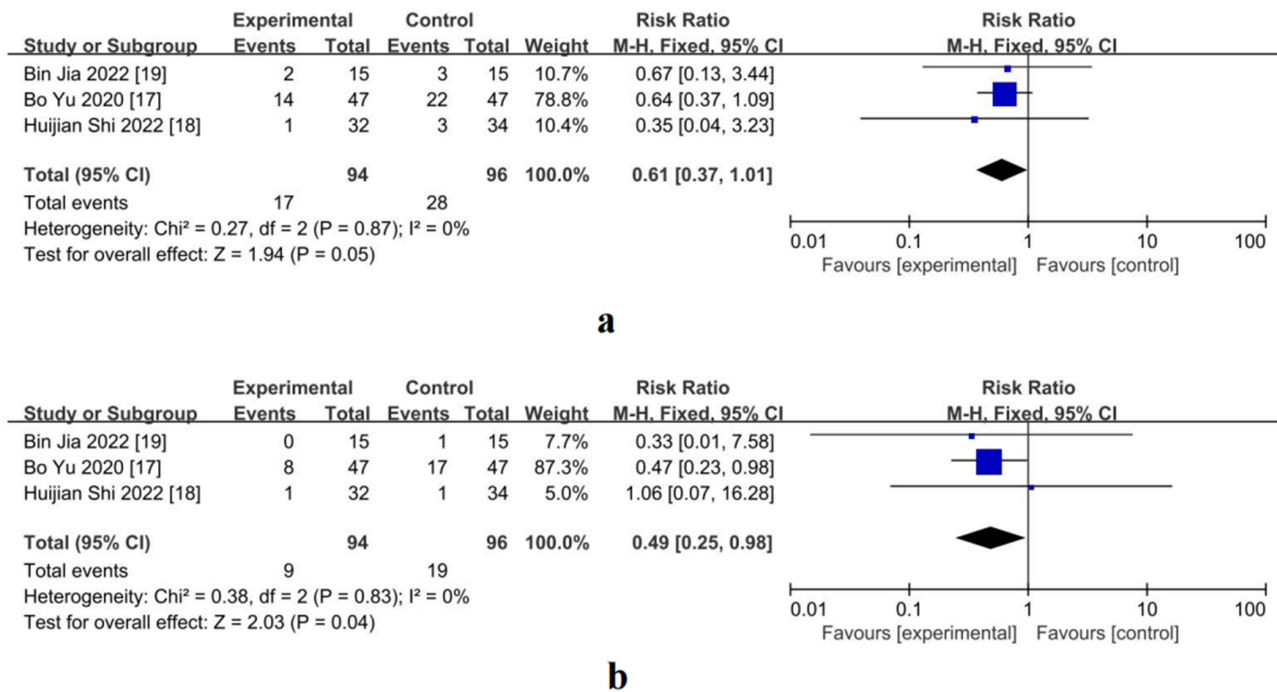 Experimental Control Risk Ratio Risk Ratio
Study or Subgroup Events Total Events Total Weight M-H, Fixed, 95% CI M-H, Fixed, 95% CI
Bin Jia 2022 [19] 2 15 3 15 10.7% 0.67 [0.13, 3.44]
Bo Yu 2020 [17] 14 47 22 47 78.8% 0.64 [0.37, 1.09]
Huijian Shi 2022 [18] 1 32 3 34 10.4% 0.35 [0.04, 3.23]
Total (95% CI) 94 96 100.0% 0.61 [0.37, 1.01]
Total events 17 28
Heterogeneity: Chi² = 0.27, df = 2 (P = 0.87); I² = 0%
Test for overall effect: Z = 1.94 (P = 0.05)
0.01 0.1 1 10 100
Favours [experimental] Favours [control]
a
Experimental Control Risk Ratio Risk Ratio
Study or Subgroup Events Total Events Total Weight M-H, Fixed, 95% CI M-H, Fixed, 95% CI
Bin Jia 2022 [19] 0 15 1 15 7.7% 0.33 [0.01, 7.58]
Bo Yu 2020 [17] 8 47 17 47 87.3% 0.47 [0.23, 0.98]
Huijian Shi 2022 [18] 1 32 1 34 5.0% 1.06 [0.07, 16.28]
Total (95% CI) 94 96 100.0% 0.49 [0.25, 0.98]
Total events 9 19
Heterogeneity: Chi² = 0.38, df = 2 (P = 0.83); I² = 0%
Test for overall effect: Z = 2.03 (P = 0.04)
0.01 0.1 1 10 100
Favours [experimental] Favours [control]
b